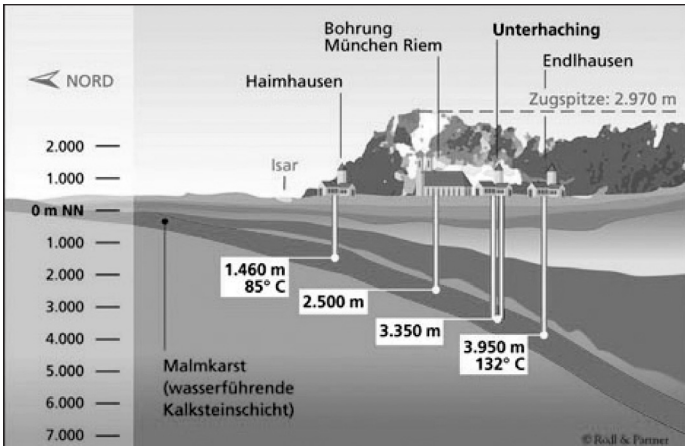 Bohrung
München Riem
Unterhaching
NORD
Haimhausen
Endlhausen
Zugspitze: 2.970 m
2.000
1.000
Isar
0 m NN
1.000
2.000
3.000
4.000
5.000
6.000
7.000
1.460 m
85° C
2.500 m
3.350 m
3.950 m
132° C
Malmkarst
(wasserführende
Kalksteinschicht)
© Rödl & Partner